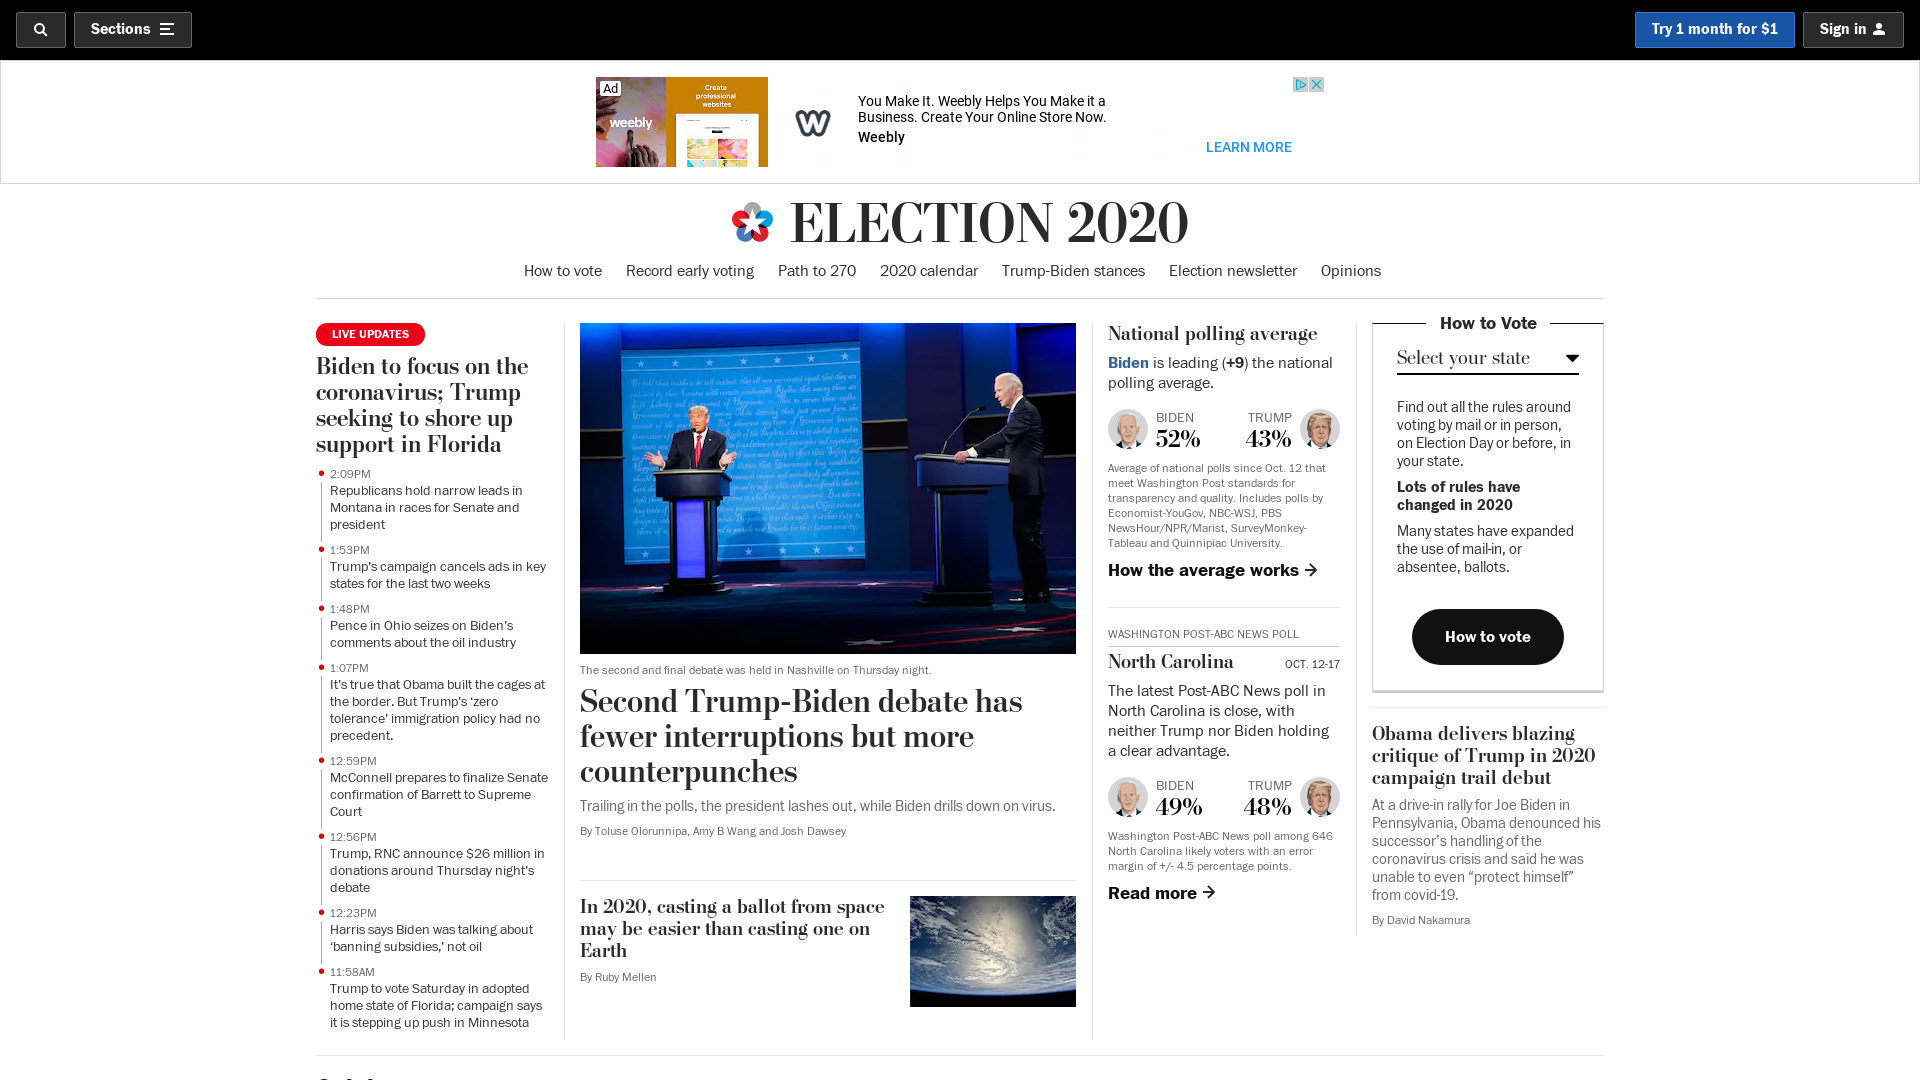 Sections
Try 1 month for $1
Sign in
Ad
weebly
Create
professional
websites
You Make It. Weebly Helps You Make it a
Business. Create Your Online Store Now.
Weebly
LEARN MORE
ELECTION 2020
How to vote
Record early voting
Path to 270
2020 calendar
Trump-Biden stances
Election newsletter
Opinions
LIVE UPDATES
Biden to focus on the
coronavirus; Trump
seeking to shore up
support in Florida
2:09PM
Republicans hold narrow leads in
Montana in races for Senate and
president
1:53PM
Trump's campaign cancels ads in key
states for the last two weeks
1:48PM
Pence in Ohio seizes on Biden's
comments about the oil industry
1:07PM
It's true that Obama built the cages at
the border. But Trump's ‘zero
tolerance’ immigration policy had no
precedent.
12:59PM
McConnell prepares to finalize Senate
confirmation of Barrett to Supreme
Court
12:56PM
Trump, RNC announce $26 million in
donations around Thursday night's
debate
12:23PM
Harris says Biden was talking about
‘banning subsidies,’ not oil
11:58AM
Trump to vote Saturday in adopted
home state of Florida; campaign says
it is stepping up push in Minnesota
The second and final debate was held in Nashville on Thursday night.
Second Trump-Biden debate has
fewer interruptions but more
counterpunches
Trailing in the polls, the president lashes out, while Biden drills down on virus.
By Toluse Olorunnipa, Amy B Wang and Josh Dawsey
In 2020, casting a ballot from space
may be easier than casting one on
Earth
By Ruby Mellen
National polling average
Biden is leading (+9) the national
polling average.
BIDEN
52%
TRUMP
43%
Average of national polls since Oct. 12 that
meet Washington Post standards for
transparency and quality. Includes polls by
Economist-YouGov, NBC-WSJ, PBS
NewsHour/NPR/Marist, SurveyMonkey-
Tableau and Quinnipiac University.
How the average works
WASHINGTON POST-ABC NEWS POLL
North Carolina
OCT. 12-17
The latest Post-ABC News poll in
North Carolina is close, with
neither Trump nor Biden holding
a clear advantage.
BIDEN
49%
TRUMP
48%
Washington Post-ABC News poll among 646
North Carolina likely voters with an error
margin of +/- 4.5 percentage points.
Read more
How to Vote
Select your state
Find out all the rules around
voting by mail or in person,
on Election Day or before, in
your state.
Lots of rules have
changed in 2020
Many states have expanded
the use of mail-in, or
absentee, ballots.
How to vote
Obama delivers blazing
critique of Trump in 2020
campaign trail debut
At a drive-in rally for Joe Biden in
Pennsylvania, Obama denounced his
successor's handling of the
coronavirus crisis and said he was
unable to even “protect himself”
from covid-19.
By David Nakamura